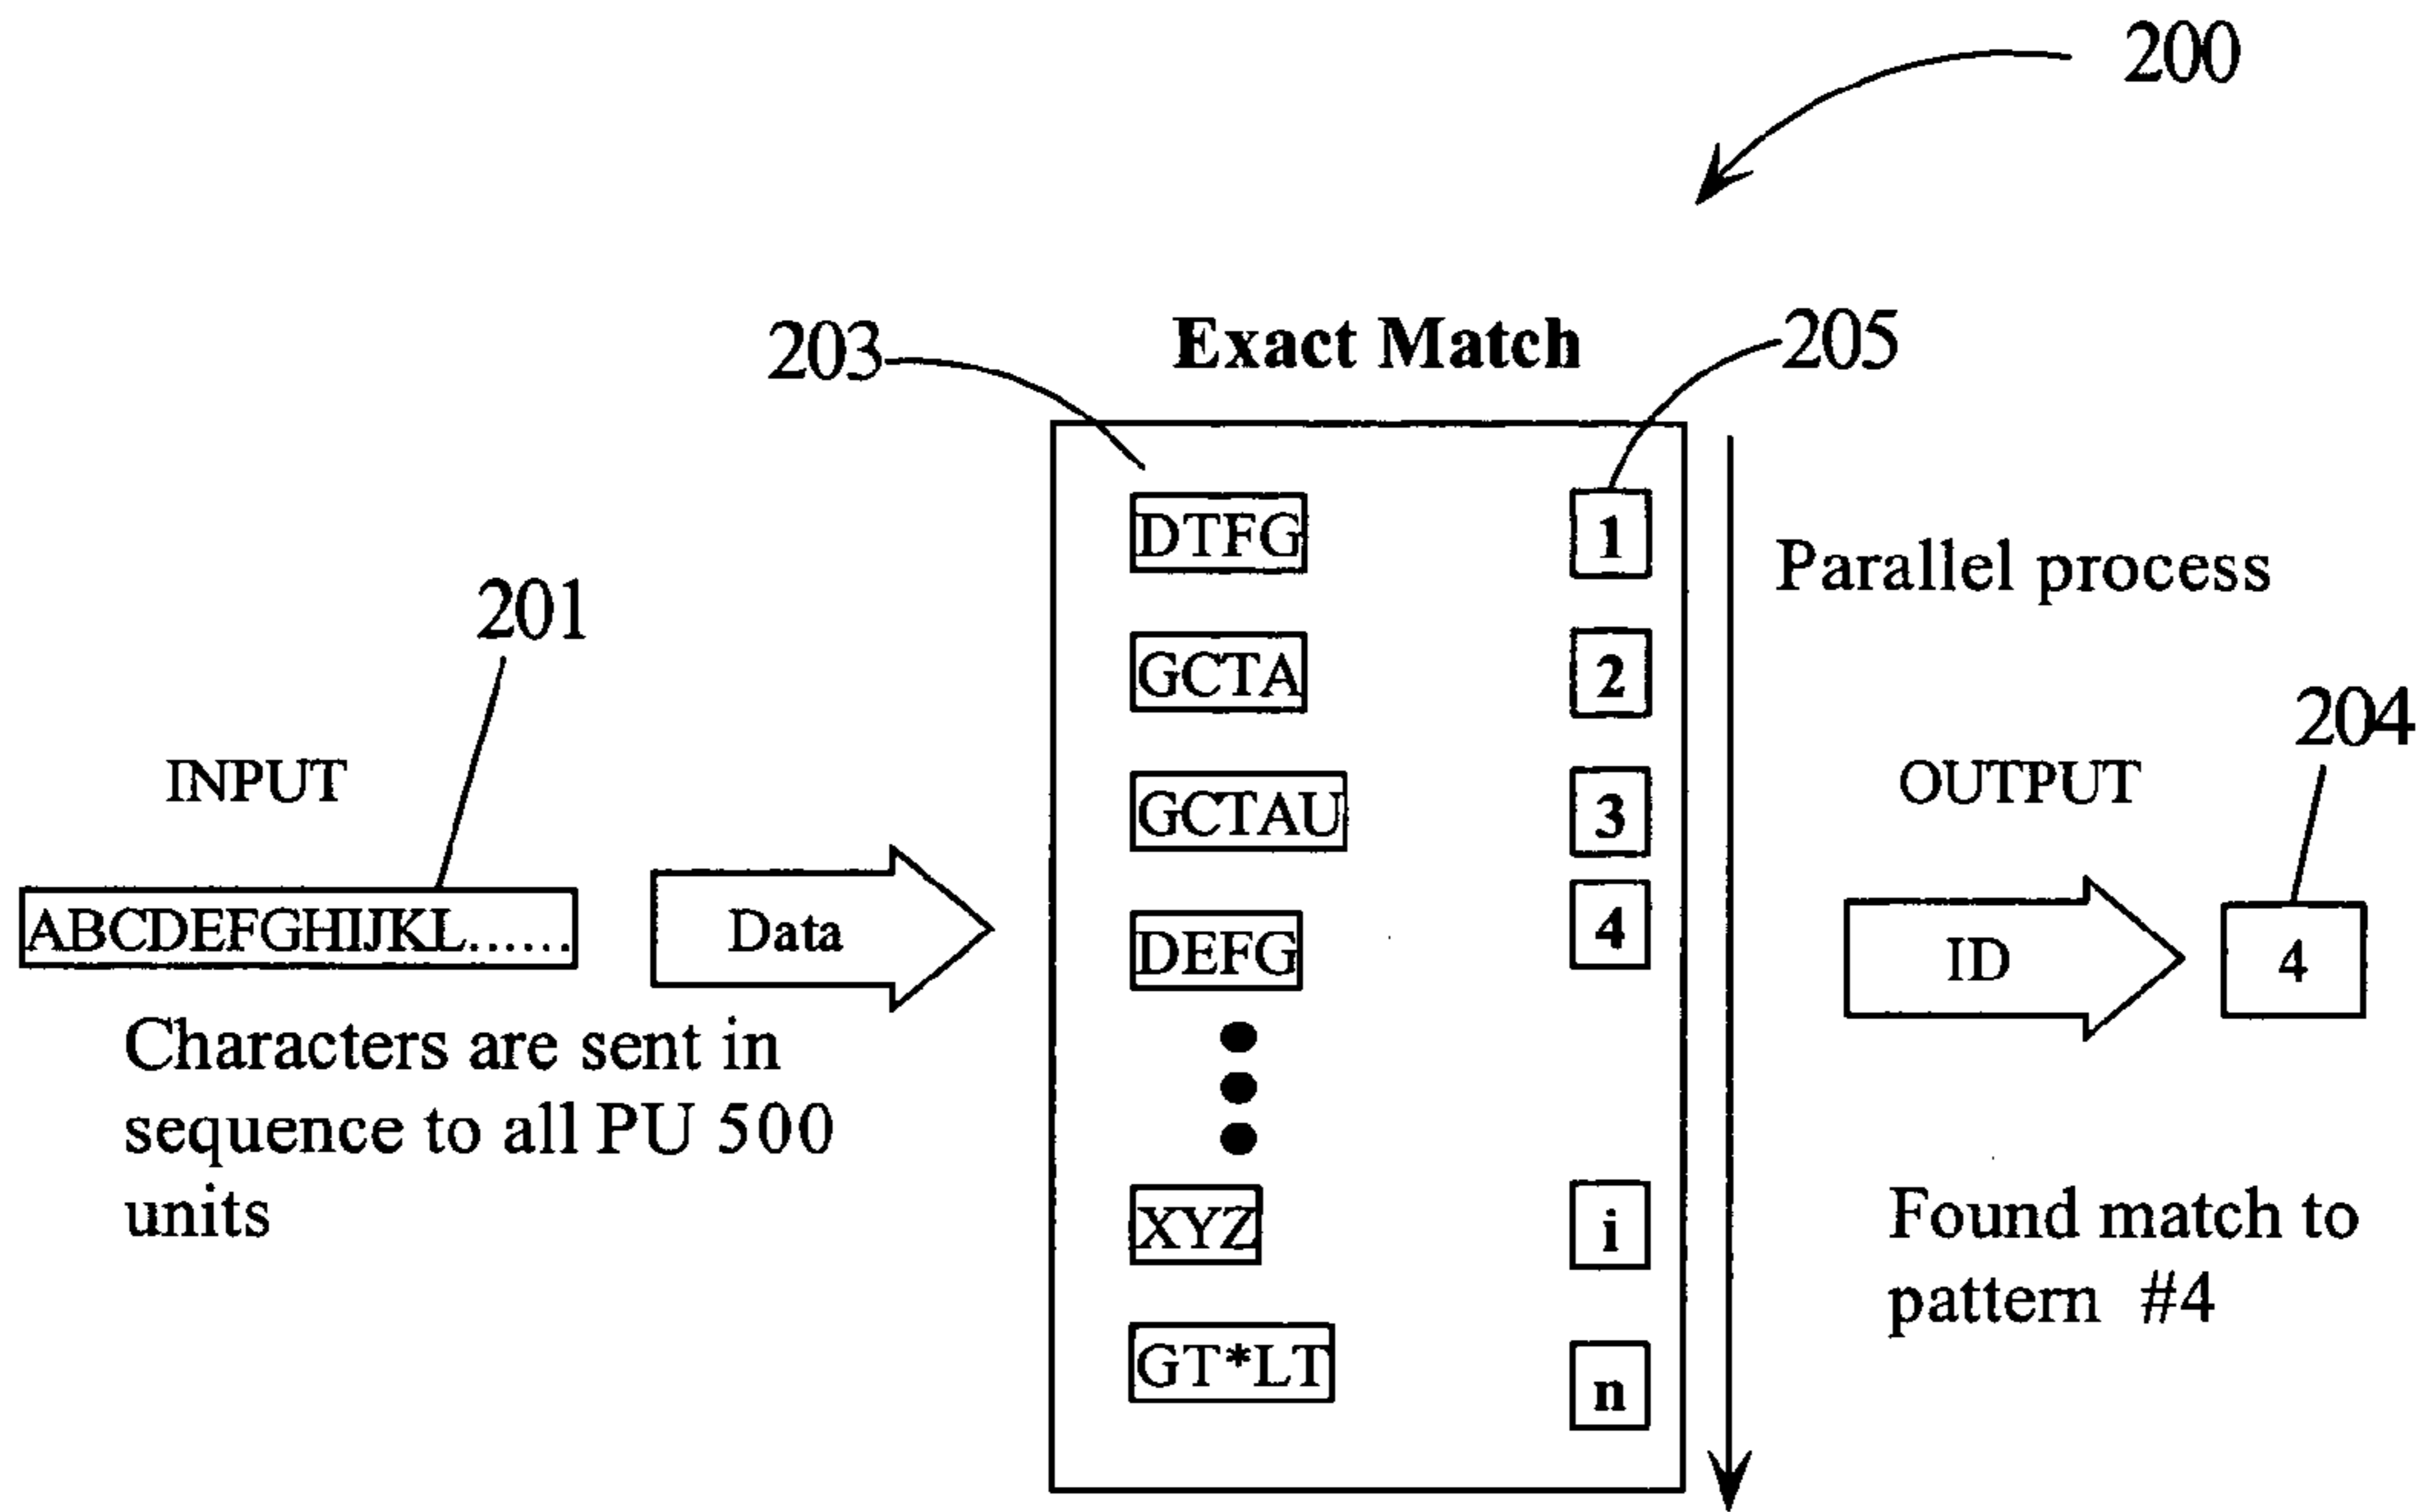 200
203
Exact Match
205
DTFG
1
Parallel process
201
GCTA
2
204
INPUT
GCTAU
3
OUTPUT
ABCDEFGHIJKL......
Data
DEFG
4
ID
4
Characters are sent in
sequence to all PU 500
units
XYZ
i
Found match to
pattern #4
GT*LT
n